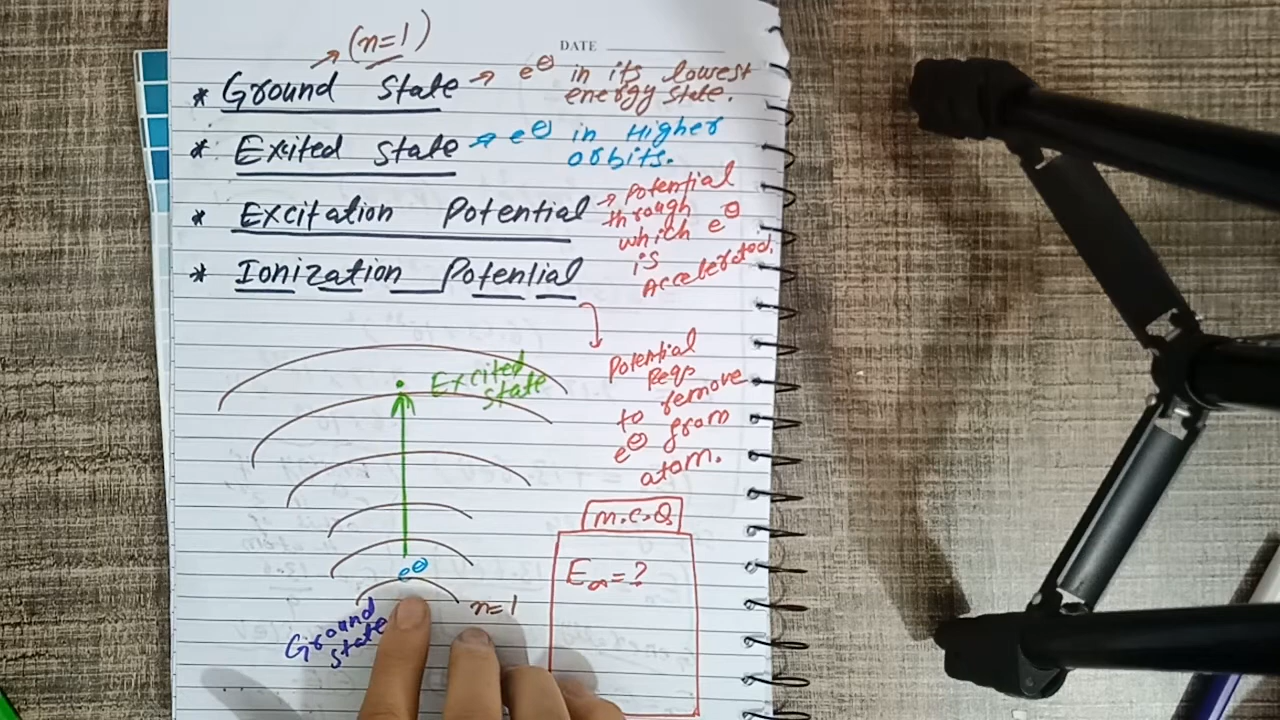 (n=1)
DATE
* Ground State → e⊖ in its lowest
energy state.
* Excited state → e⊖ in Higher
orbits.
* Excitation Potential → Potential
through
which e⊖
is
Accelerated.
* Ionization Potential
Potential
Reqs
to remove
e⊖ from
atom.
Excited
state
M.C.Q
E∞=?
e⊖
n=1
Ground
state